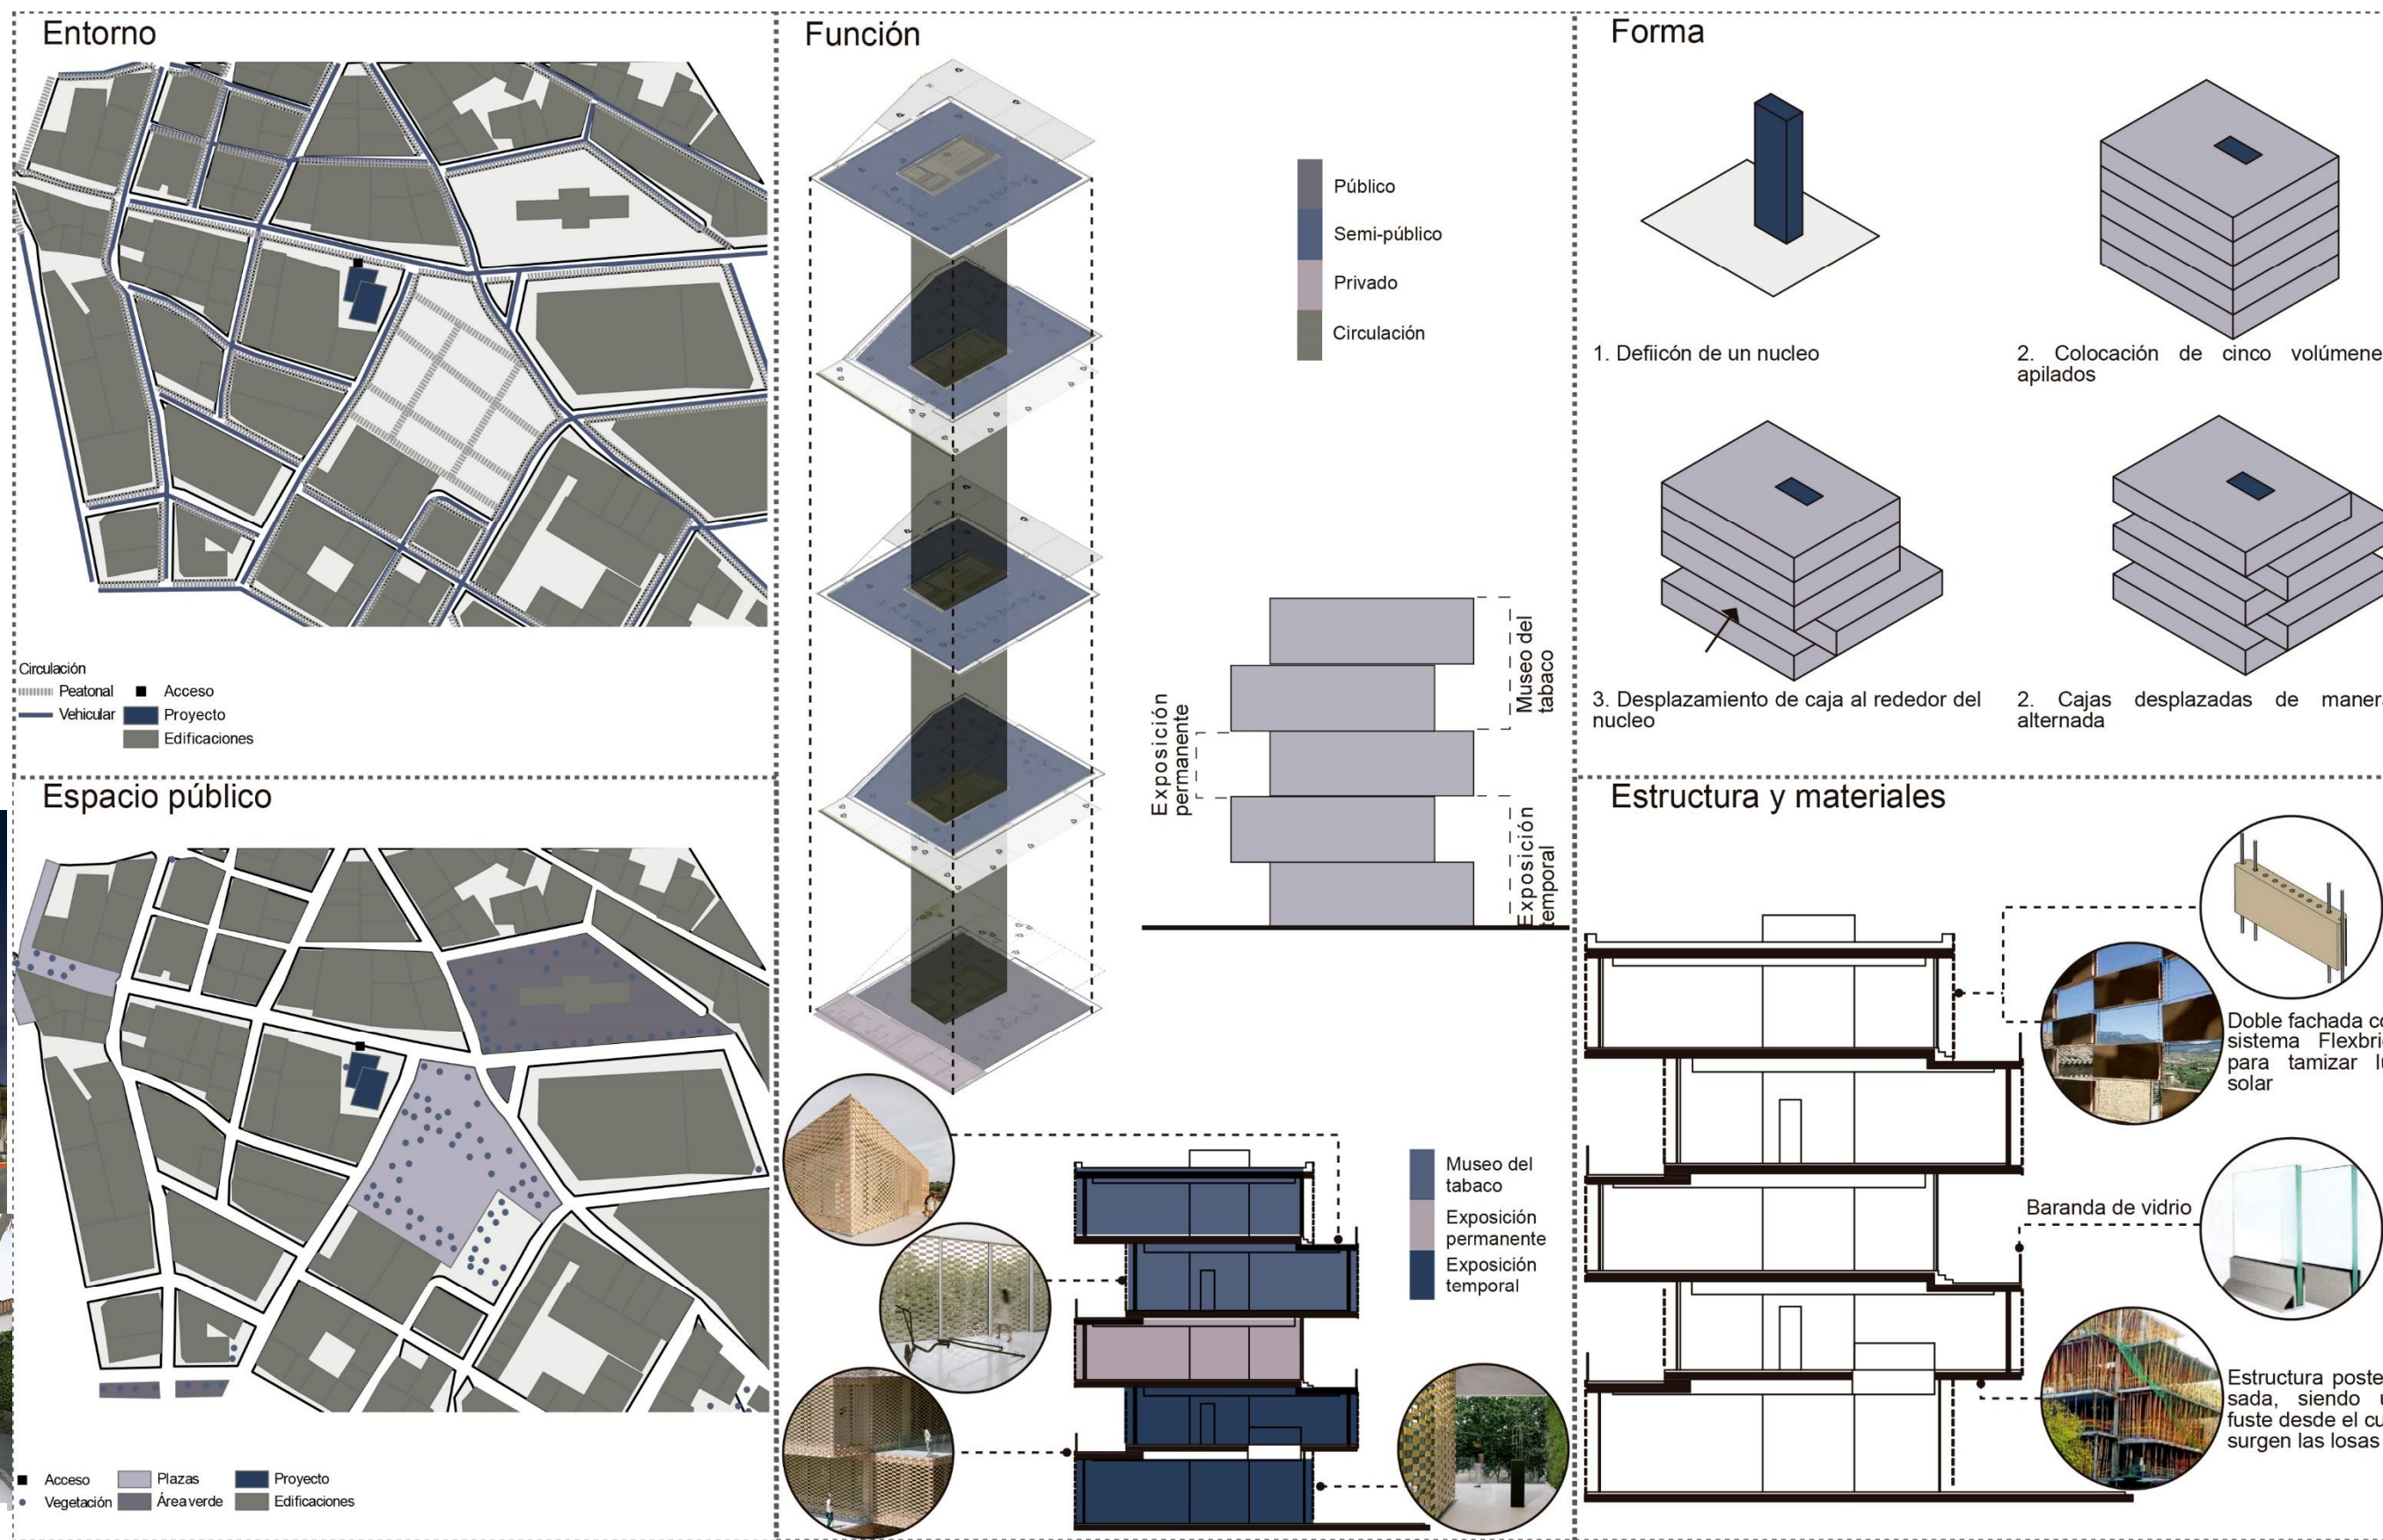 Entorno
Circulación
Peatonal
Acceso
Vehicular
Proyecto
Edificaciones
Espacio público
Acceso
Plazas
Proyecto
Vegetación
Área verde
Edificaciones
Función
Público
Semi-público
Privado
Circulación
Museo del
tabaco
Exposición
permanente
Exposición
temporal
Museo del
tabaco
Exposición
permanente
Exposición
temporal
Forma
1. Defiicón de un nucleo
2. Colocación de cinco volúmene
apilados
3. Desplazamiento de caja al rededor del
nucleo
2. Cajas desplazadas de manera
alternada
Estructura y materiales
Doble fachada co
sistema Flexbri
para tamizar lu
solar
Baranda de vidrio
Estructura poste
sada, siendo u
fuste desde el cu
surgen las losas